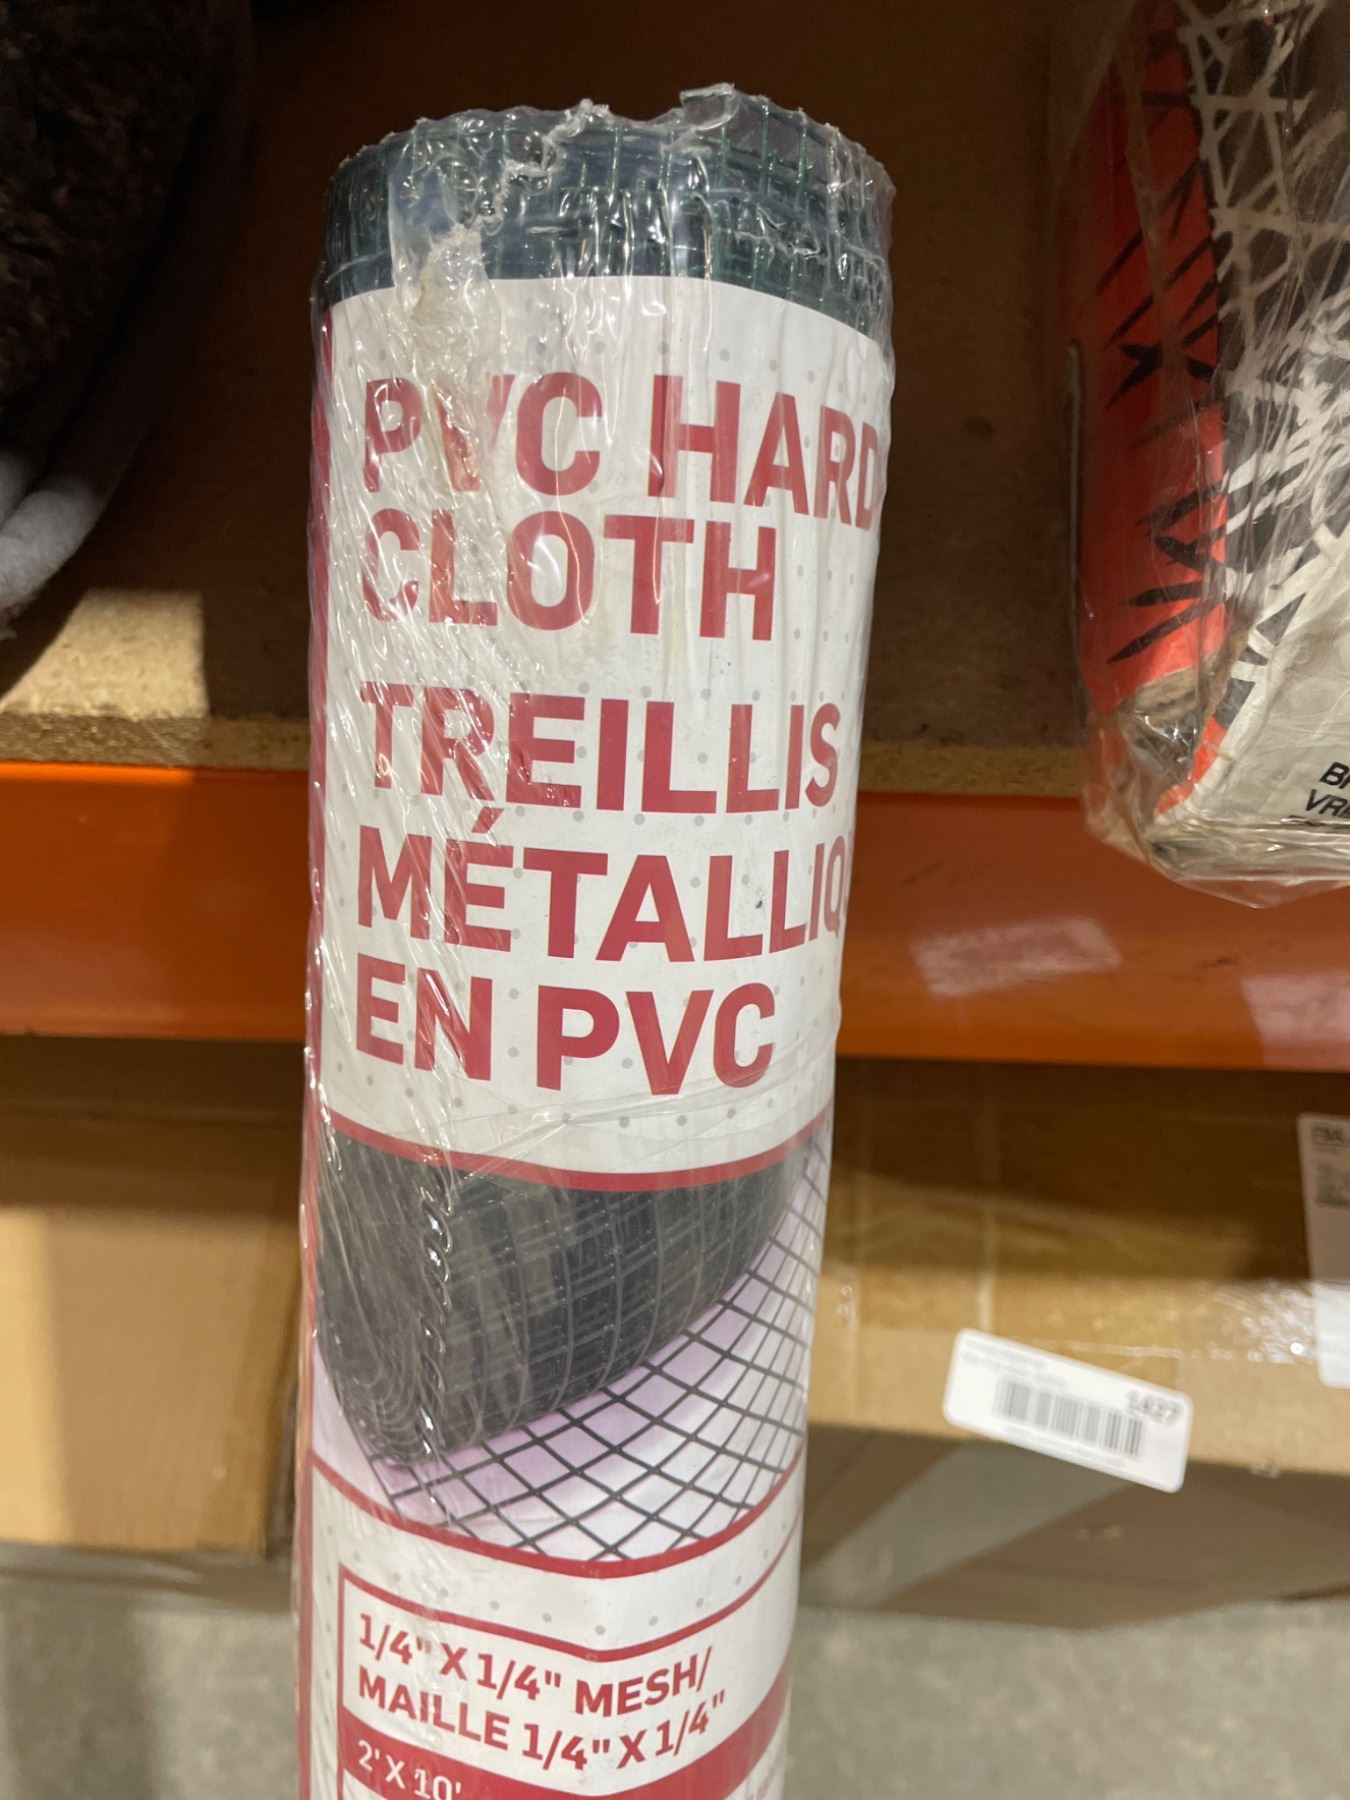 PVC HARD
CLOTH
TREILLIS
MÉTALLIQ
EN PVC
1/4" X 1/4" MESH/
MAILLE 1/4" X 1/4"
2' X 10'
1427